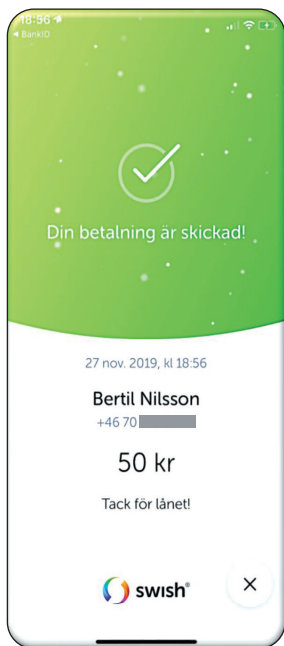 18:56
◀ BankID
Din betalning är skickad!
27 nov. 2019, kl 18:56
Bertil Nilsson
+46 70
50 kr
Tack för lånet!
swish®